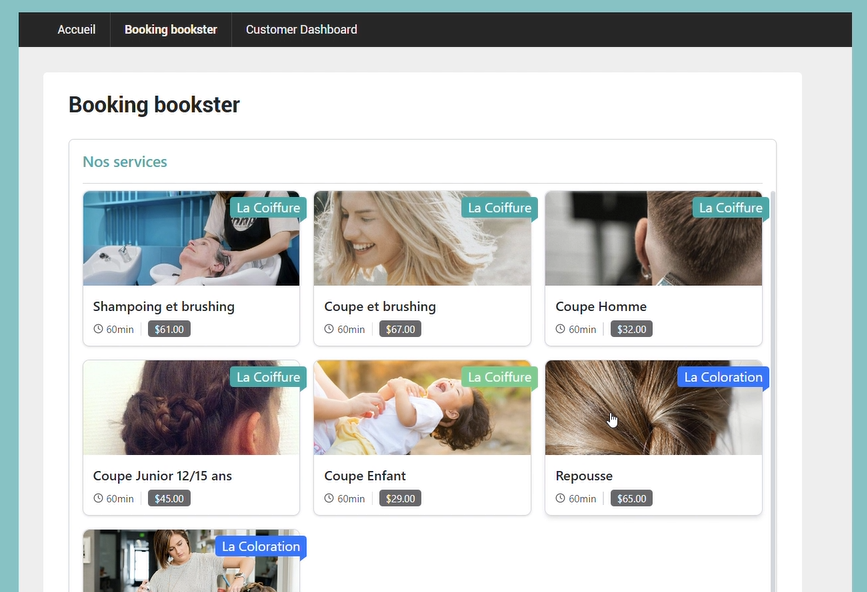 Accueil
Booking bookster
Customer Dashboard
Booking bookster
Nos services
La Coiffure
Shampoing et brushing
60min
$61.00
La Coiffure
Coupe et brushing
60min
$67.00
La Coiffure
Coupe Homme
60min
$32.00
La Coiffure
Coupe Junior 12/15 ans
60min
$45.00
La Coiffure
Coupe Enfant
60min
$29.00
La Coloration
Repousse
60min
$65.00
La Coloration